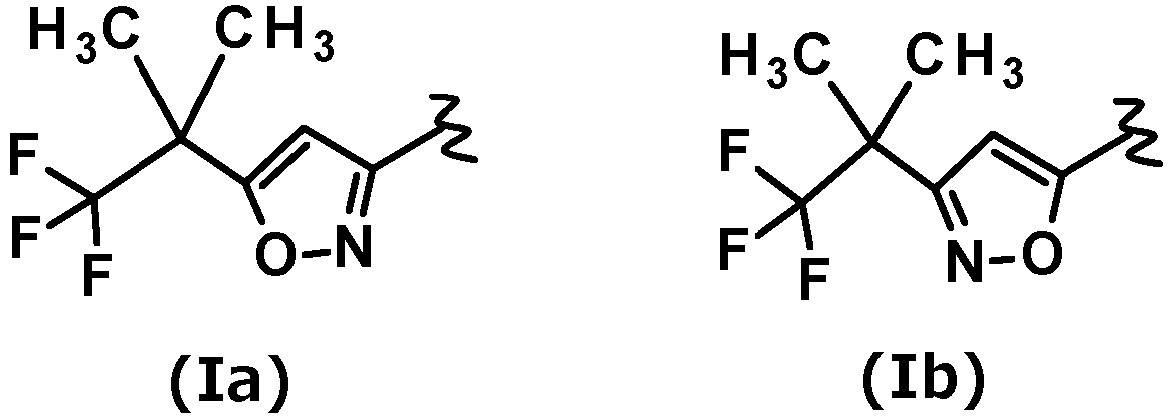 H3C CH3 H3C CH3
F F
F F
F F
O N N O
(Ia) (Ib)